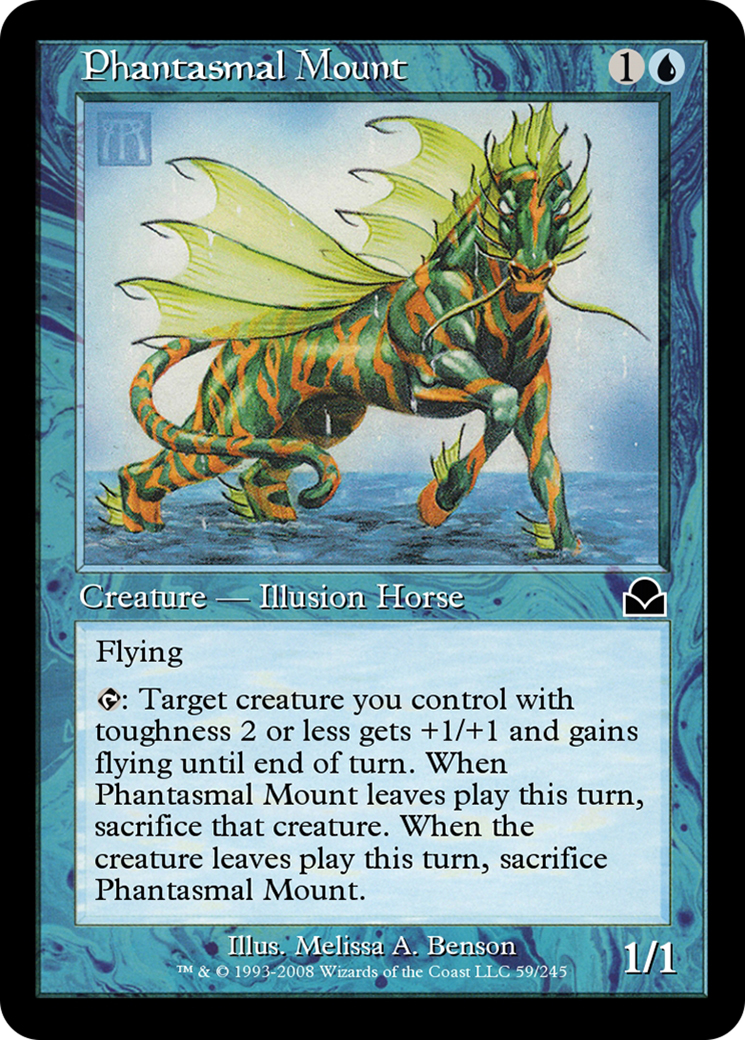 Phantasmal Mount 1
Creature — Illusion Horse
Flying
: Target creature you control with
toughness 2 or less gets +1/+1 and gains
flying until end of turn. When
Phantasmal Mount leaves play this turn,
sacrifice that creature. When the
creature leaves play this turn, sacrifice
Phantasmal Mount.
Illus. Melissa A. Benson
™ & © 1993-2008 Wizards of the Coast LLC 59/245
1/1